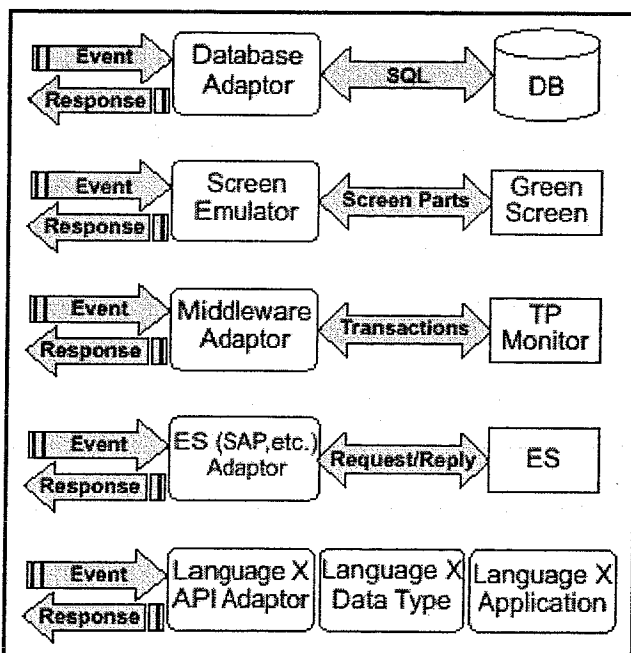 Event
Response
Database
Adaptor
SQL
DB
Event
Response
Screen
Emulator
Screen Parts
Green
Screen
Event
Response
Middleware
Adaptor
Transactions
TP
Monitor
Event
Response
ES (SAP,etc.)
Adaptor
Request/Reply
ES
Event
Response
Language X
API Adaptor
Language X
Data Type
Language X
Application